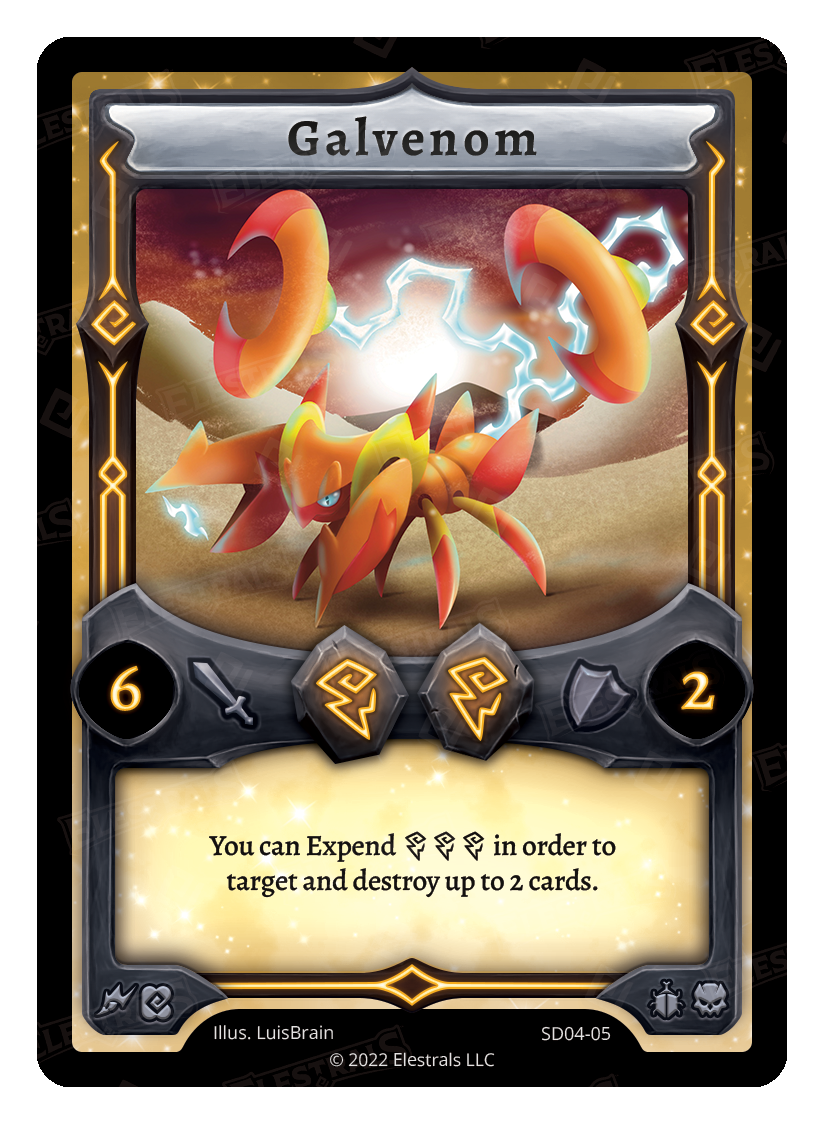 Galvenom
6
2
You can Expend in order to
target and destroy up to 2 cards.
Illus. LuisBrain
SD04-05
© 2022 Elestrals LLC
ELESTRALS